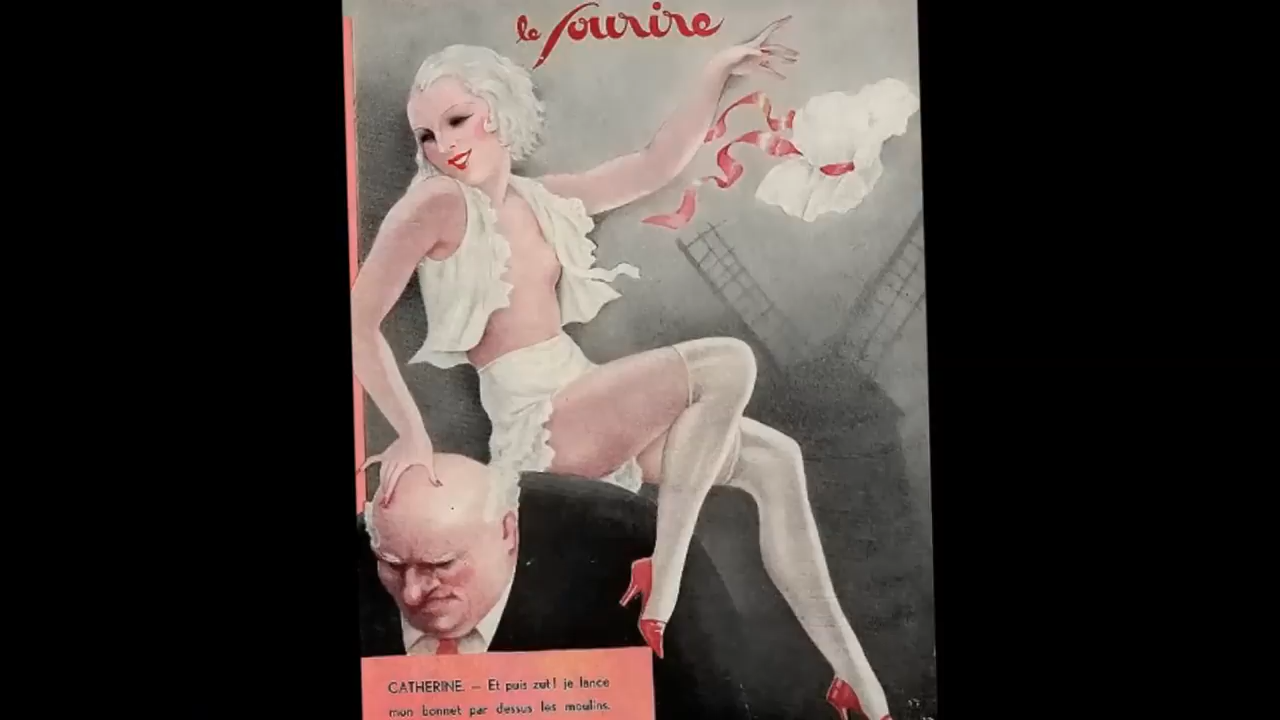 le Sourire
CATHERINE. — Et puis zut! je lance
mon bonnet par dessus les moulins.